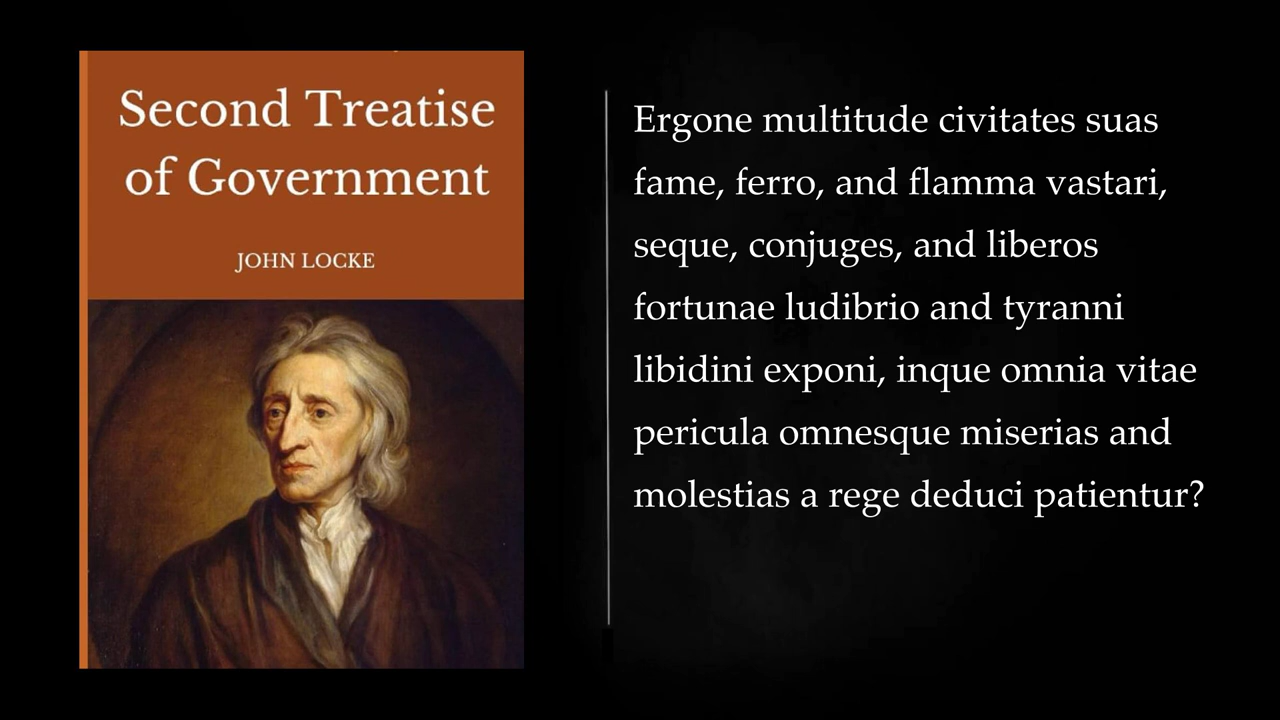 Second Treatise
of Government
JOHN LOCKE
Ergone multitude civitates suas
fame, ferro, and flamma vastari,
seque, conjuges, and liberos
fortunae ludibrio and tyranni
libidini exponi, inque omnia vitae
pericula omnesque miserias and
molestias a rege deduci patientur?